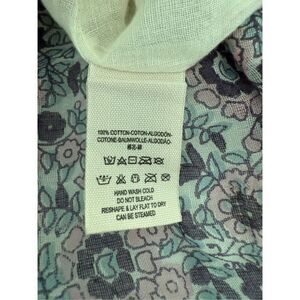 100% COTTON-COTON-ALGODÓN-
COTONE-BAUMWOLLE-ALGODÃO-
HAND WASH COLD
DO NOT BLEACH
RESHAPE & LAY FLAT TO DRY
CAN BE STEAMED